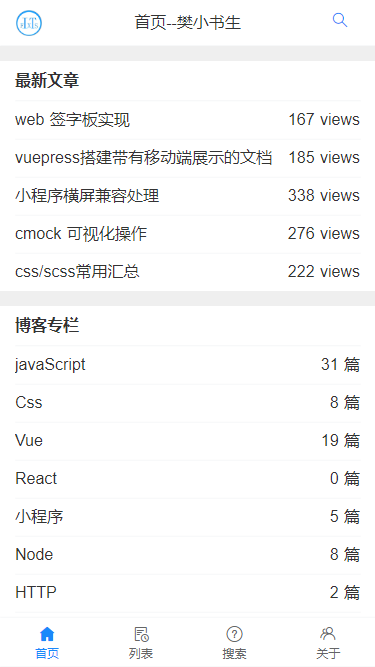 首页--樊小书生
最新文章
web 签字板实现 167 views
vuepress搭建带有移动端展示的文档 185 views
小程序横屏兼容处理 338 views
cmock 可视化操作 276 views
css/scss常用汇总 222 views
博客专栏
javaScript 31 篇
Css 8 篇
Vue 19 篇
React 0 篇
小程序 5 篇
Node 8 篇
HTTP 2 篇
首页 列表 搜索 关于